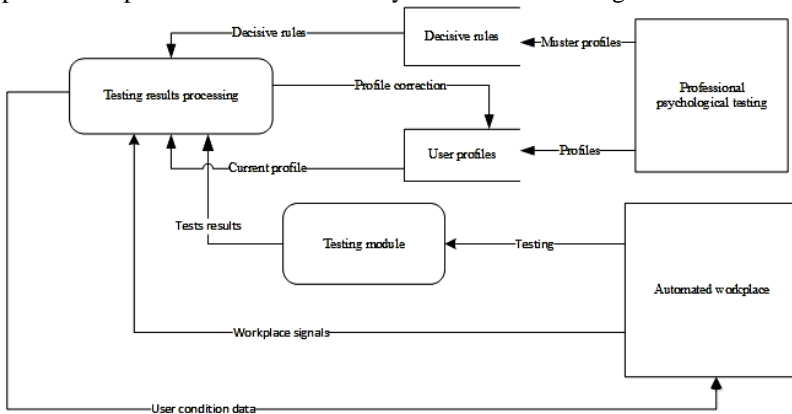 Decisive rules
Decisive rules
Muster profiles
Professional
psychological testing
Testing results processing
Profile correction
User profiles
Profiles
Current profile
Tests results
Testing module
Testing
Automated workplace
Workplace signals
User condition data